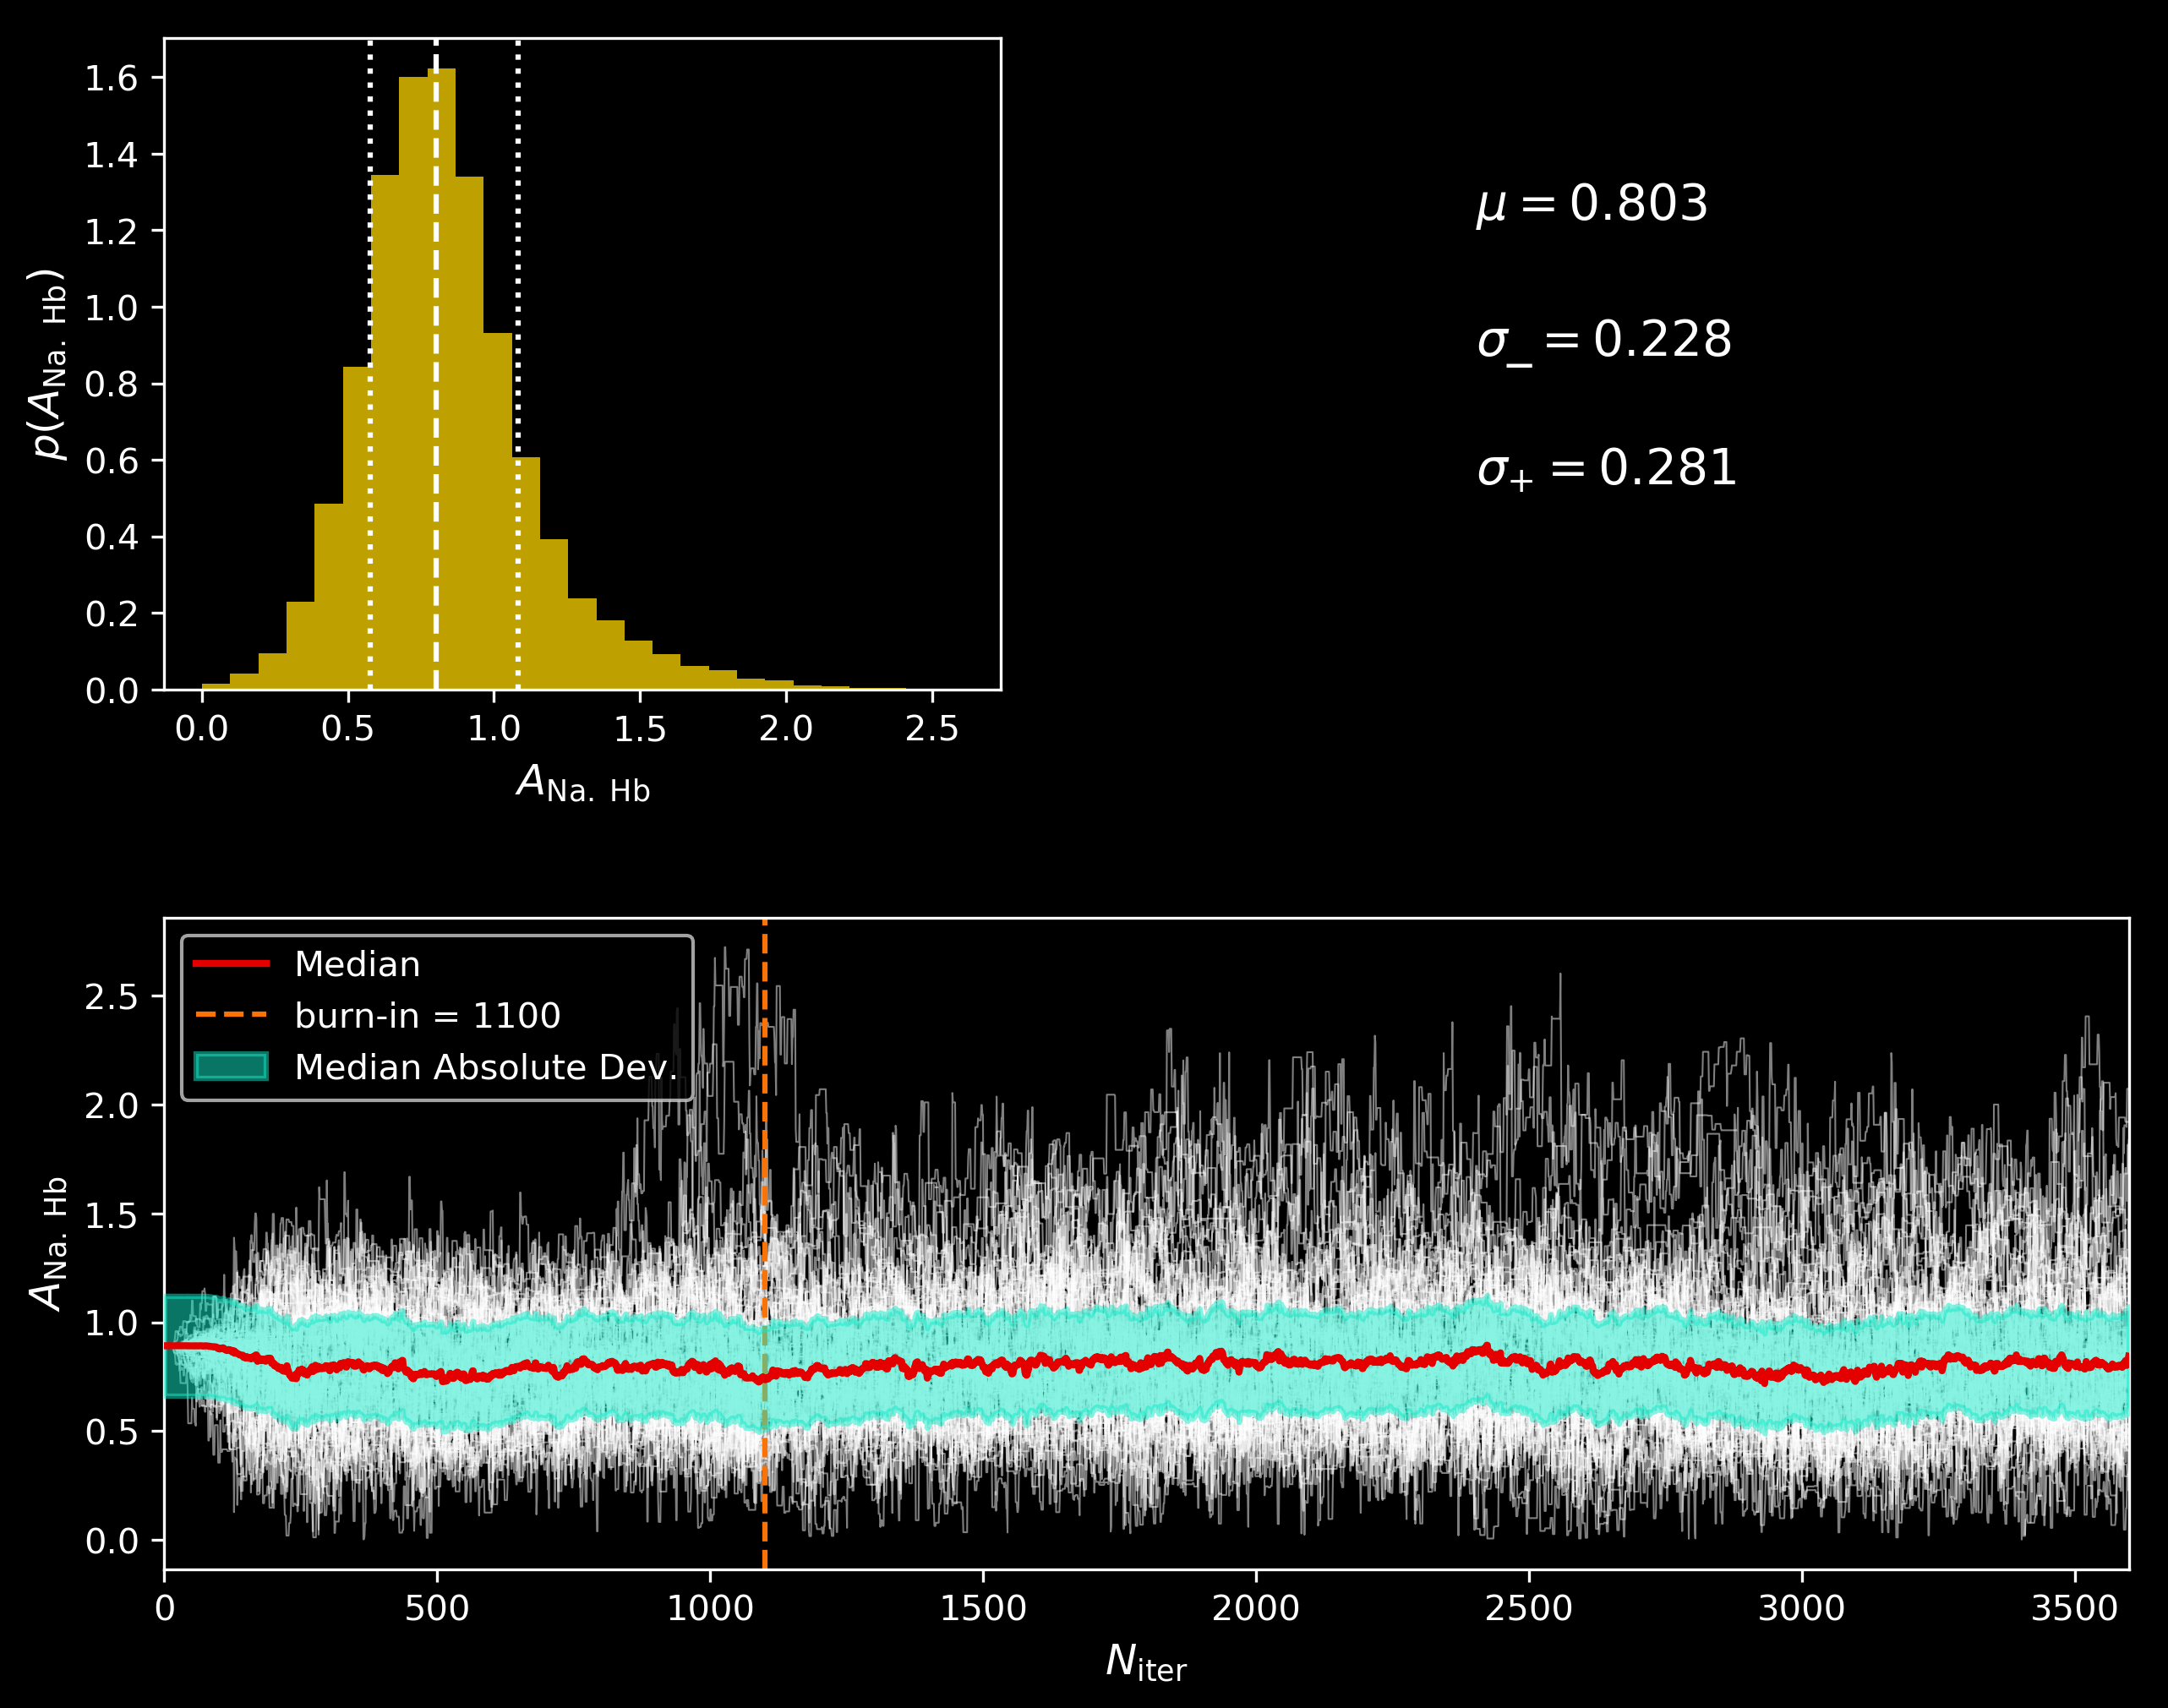 1.6
1.4
1.2
1.0
0.8
0.6
0.4
0.2
0.0
p(A_Na. Hb)
0.0 0.5 1.0 1.5 2.0 2.5
A_Na. Hb
μ = 0.803
σ_− = 0.228
σ_+ = 0.281
Median
burn-in = 1100
Median Absolute Dev.
2.5
2.0
1.5
1.0
0.5
0.0
A_Na. Hb
0 500 1000 1500 2000 2500 3000 3500
N_iter